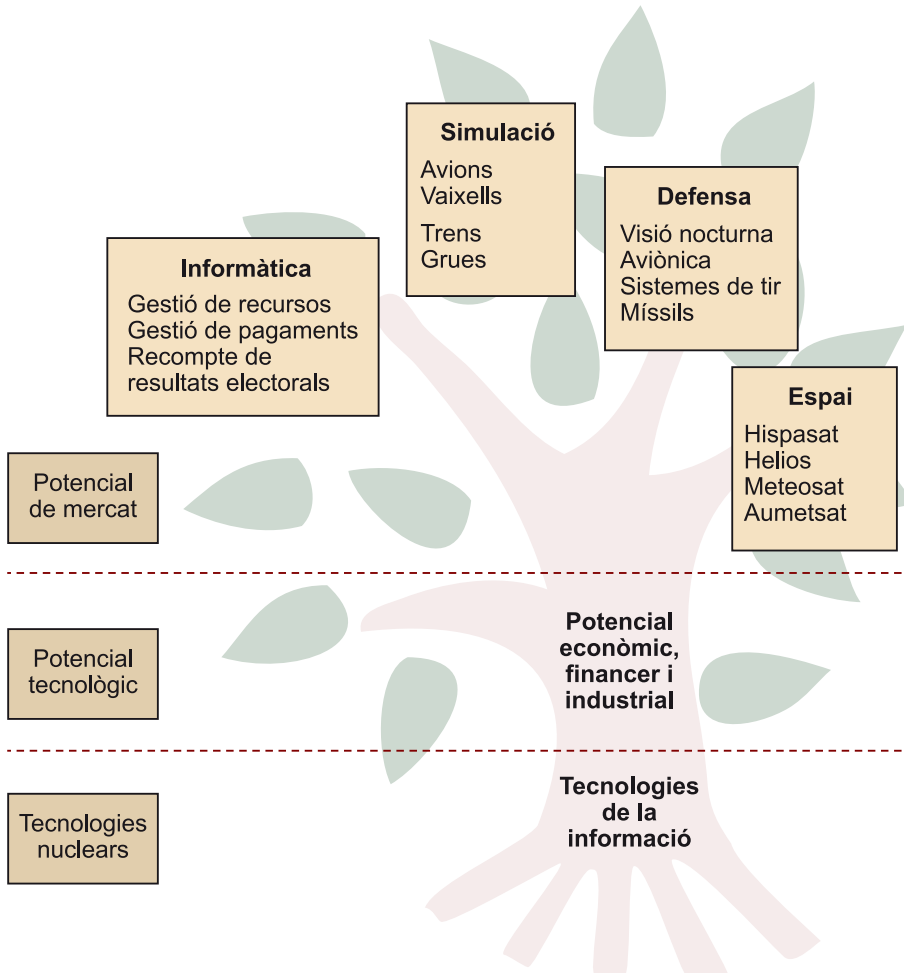 Simulació
Avions
Vaixells
Trens
Grues
Defensa
Visió nocturna
Aviònica
Sistemes de tir
Míssils
Informàtica
Gestió de recursos
Gestió de pagaments
Recompte de
resultats electorals
Espai
Hispasat
Helios
Meteosat
Aumetsat
Potencial
de mercat
Potencial
tecnològic
Potencial
econòmic,
financer i
industrial
Tecnologies
nuclears
Tecnologies
de la
informació